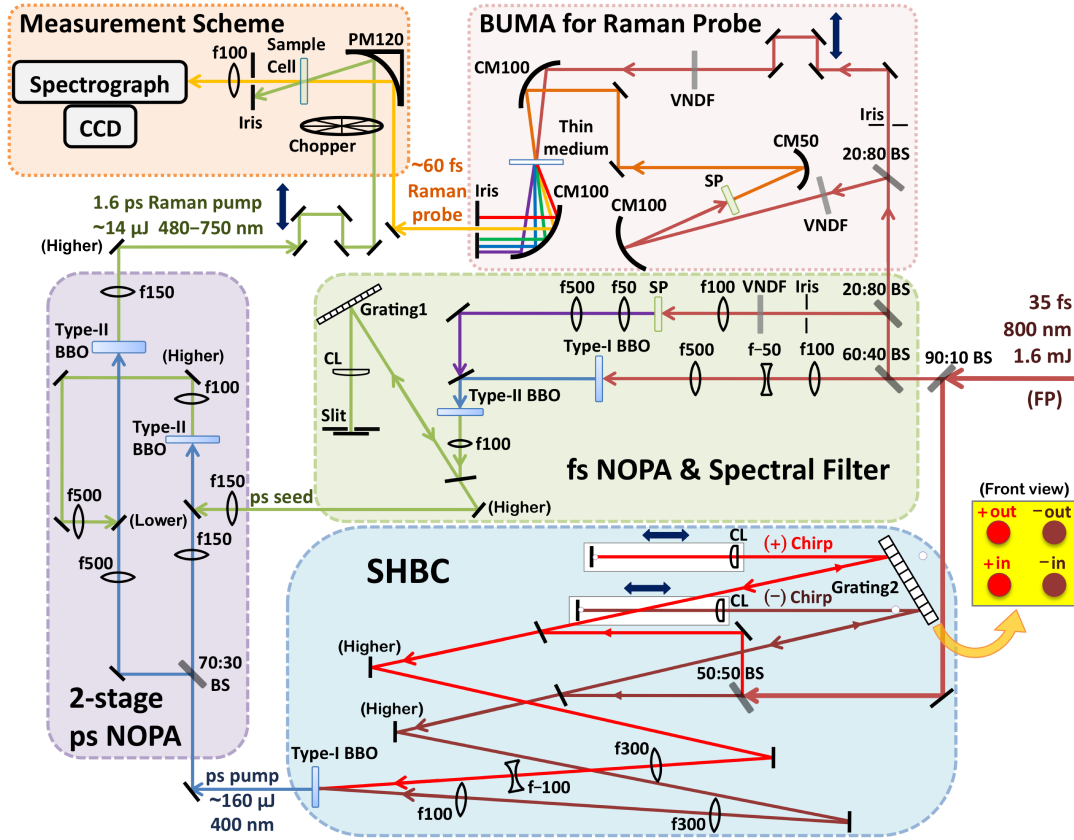 Measurement Scheme
f100
Sample
Cell
PM120
Spectrograph
CCD
Iris
Chopper
BUMA for Raman Probe
CM100
VNDF
Iris
Thin
medium
CM50
20:80 BS
SP
CM100
Iris
CM100
VNDF
~60 fs
Raman
probe
1.6 ps Raman pump
~14 µJ 480–750 nm
(Higher)
f150
Type-II
BBO
(Higher)
f100
Type-II
BBO
f500
(Lower)
f150
f500
70:30
BS
2-stage
ps NOPA
Grating1
CL
Slit
f500
f50
SP
f100
VNDF
Iris
20:80 BS
Type-I BBO
f500
f−50
f100
60:40 BS
90:10 BS
Type-II BBO
f100
fs NOPA & Spectral Filter
(Higher)
f150
ps seed
35 fs
800 nm
1.6 mJ
(FP)
(Front view)
+out
−out
+in
−in
SHBC
CL
(+) Chirp
Grating2
CL
(−) Chirp
(Higher)
50:50 BS
(Higher)
Type-I BBO
f300
f−100
f100
f300
ps pump
~160 µJ
400 nm